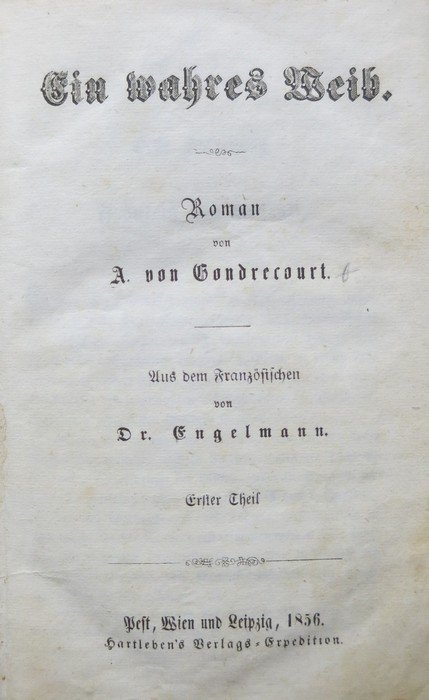 Ein wahres Weib.
Roman
von
A. von Gondrecourt.
Aus dem Französischen
von
Dr. Engelmann.
Erster Theil
Pest, Wien und Leipzig, 1856.
Hartleben's Verlags-Expedition.